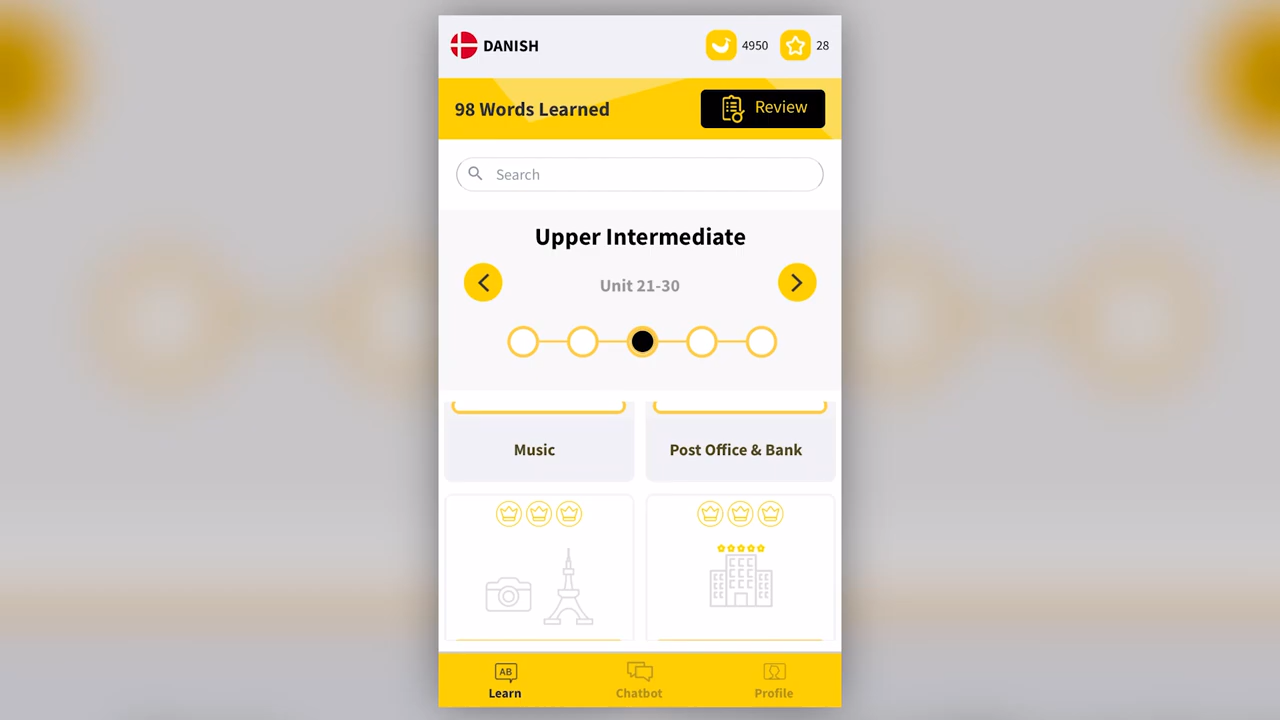 DANISH
4950
28
98 Words Learned
Review
Search
Upper Intermediate
Unit 21-30
Music
Post Office & Bank
AB
Learn
Chatbot
Profile